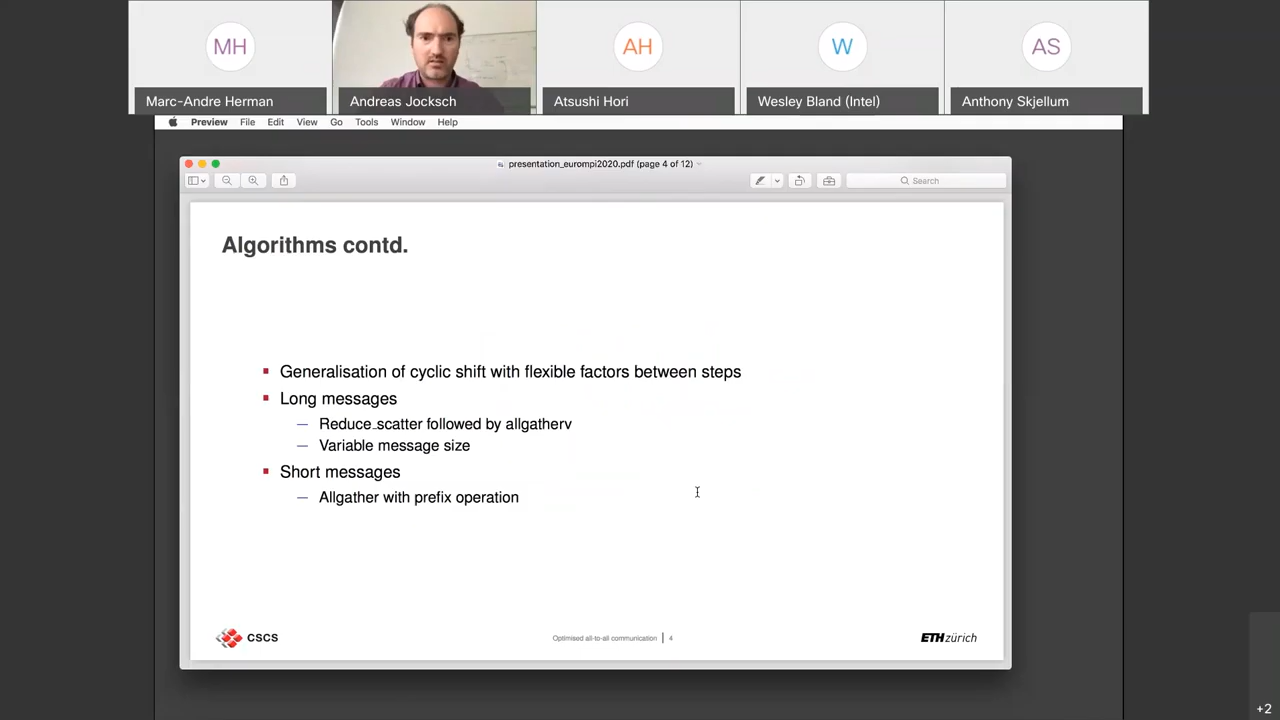 MH
AH
W
AS
Marc-Andre Herman
Andreas Jocksch
Atsushi Hori
Wesley Bland (Intel)
Anthony Skjellum
Preview File Edit View Go Tools Window Help
presentation_eurompi2020.pdf (page 4 of 12)
Search
Algorithms contd.
Generalisation of cyclic shift with flexible factors between steps
Long messages
— Reduce_scatter followed by allgatherv
— Variable message size
Short messages
— Allgather with prefix operation
CSCS
Optimised all-to-all communication | 4
ETH zürich
+2